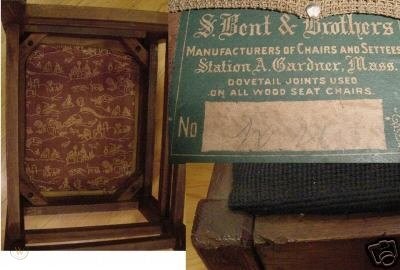 S. Bent & Brothers
MANUFACTURERS OF CHAIRS AND SETTEES
Station A. Gardner, Mass.
DOVETAIL JOINTS USED
ON ALL WOOD SEAT CHAIRS.
No
ebY